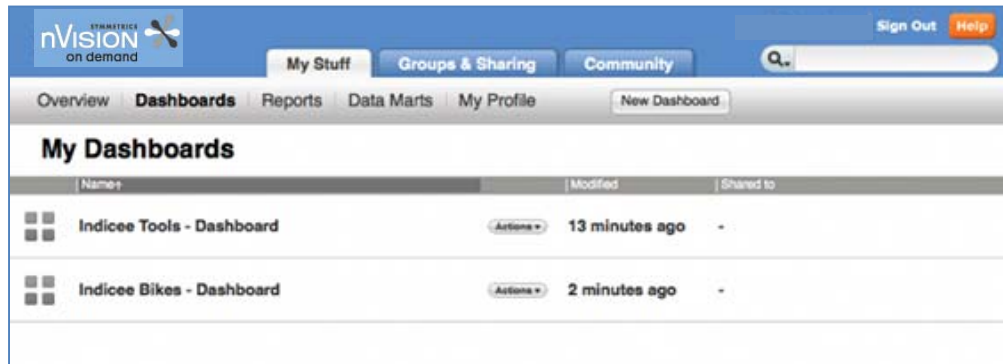 SYMMETRICS
nVISION
on demand
Sign Out Help
My Stuff Groups & Sharing Community
Overview Dashboards Reports Data Marts My Profile New Dashboard
My Dashboards
Name↑ Modified Shared to
Indicee Tools - Dashboard Actions▾ 13 minutes ago -
Indicee Bikes - Dashboard Actions▾ 2 minutes ago -